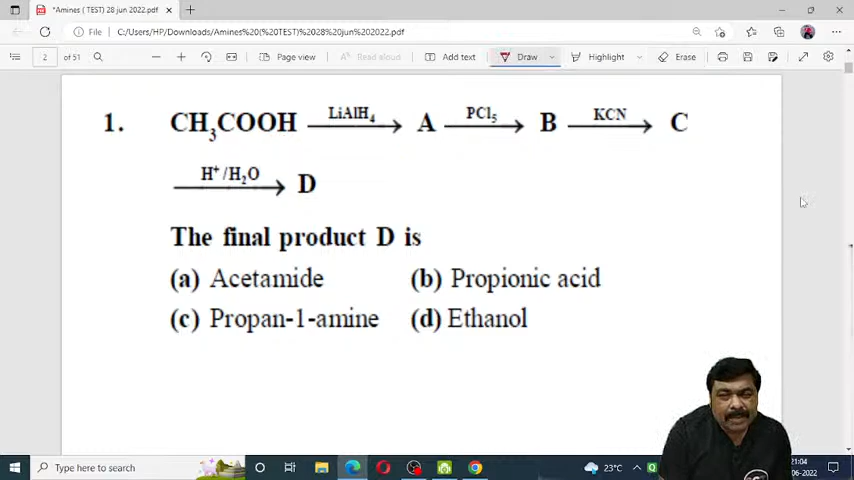 *Amines ( TEST) 28 jun 2022.pdf
File
C:/Users/HP/Downloads/Amines%20(%20TEST)%2028%20jun%202022.pdf
2 of 51
Page view
Read aloud
Add text
Draw
Highlight
Erase
1. CH₃COOH —LiAlH₄→ A —PCl₅→ B —KCN→ C
—H⁺/H₂O→ D
The final product D is
(a) Acetamide (b) Propionic acid
(c) Propan-1-amine (d) Ethanol
Type here to search
23°C
21:04